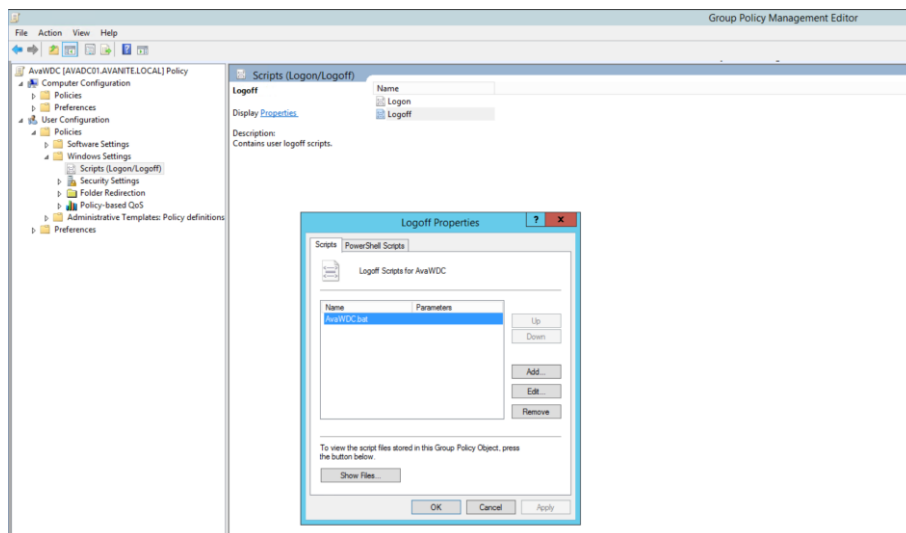 Group Policy Management Editor
File Action View Help
AvaWDC [AVADC01.AVANITE.LOCAL] Policy
Computer Configuration
Policies
Preferences
User Configuration
Policies
Software Settings
Windows Settings
Scripts (Logon/Logoff)
Security Settings
Folder Redirection
Policy-based QoS
Administrative Templates: Policy definitions
Preferences
Scripts (Logon/Logoff)
Logoff
Display Properties
Description:
Contains user logoff scripts.
Name
Logon
Logoff
Logoff Properties
? x
Scripts PowerShell Scripts
Logoff Scripts for AvaWDC
Name Parameters
AvaWDC.bat
Up
Down
Add...
Edit...
Remove
To view the script files stored in this Group Policy Object, press
the button below.
Show Files...
OK Cancel Apply